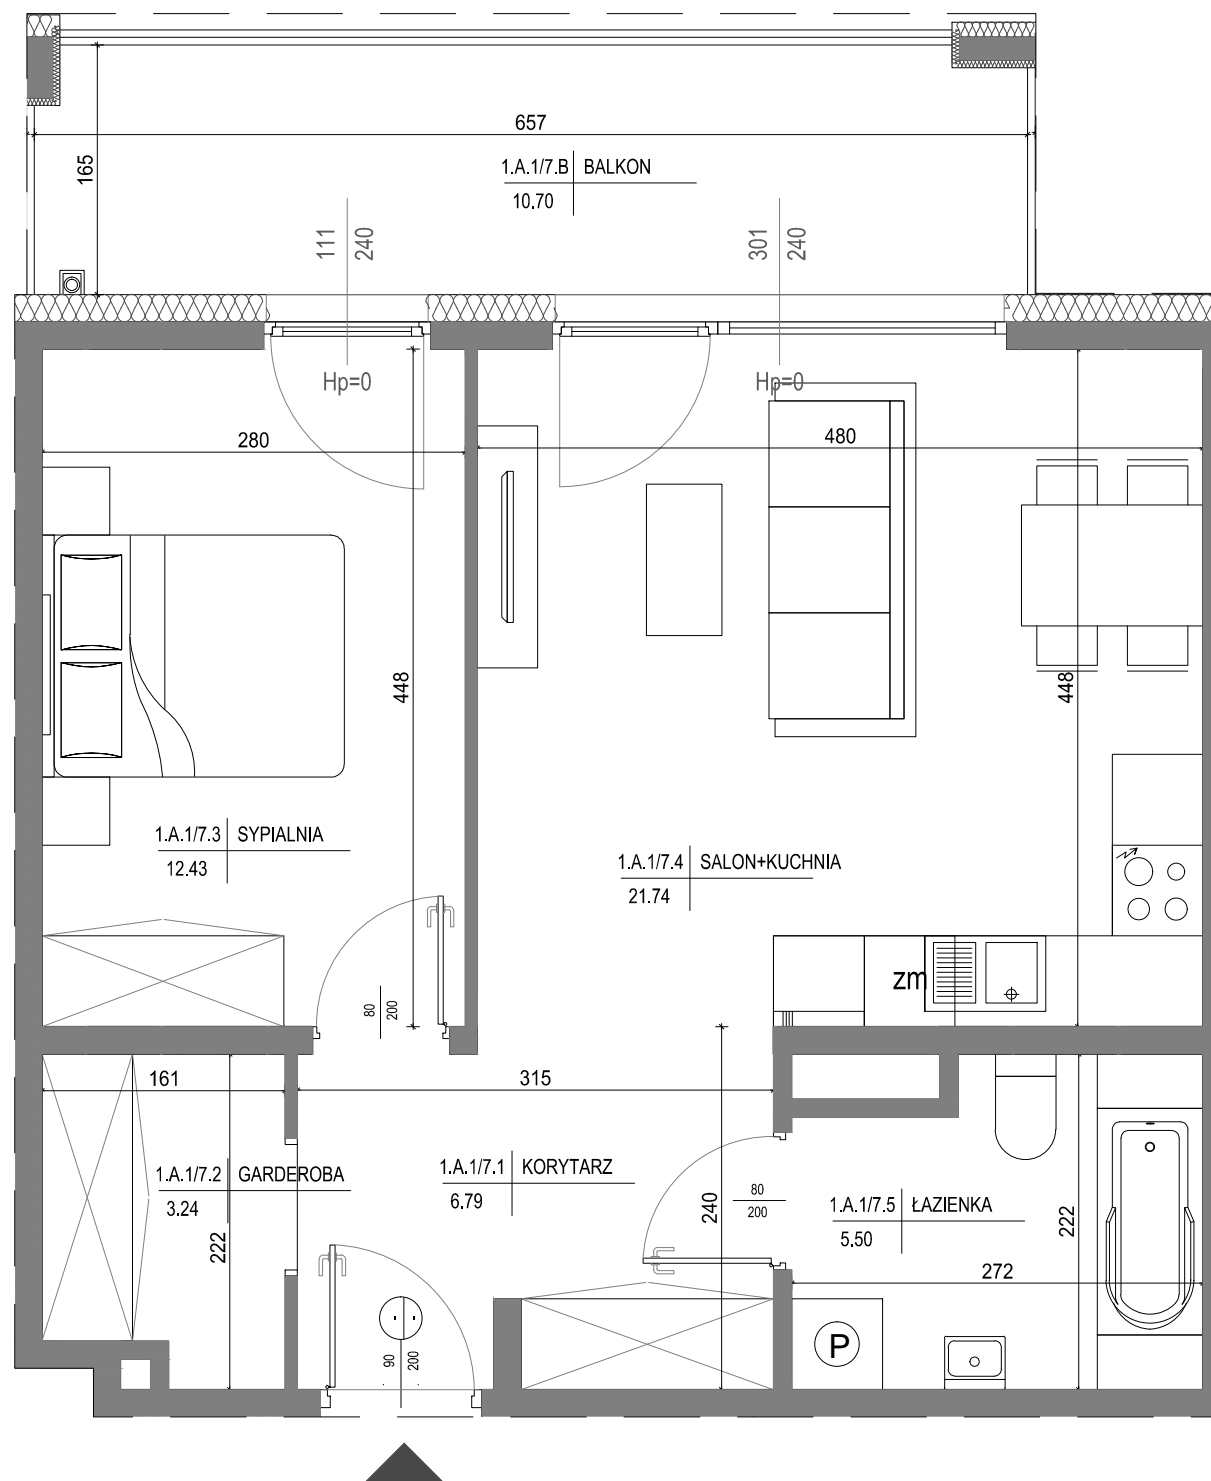 657
165
1.A.1/7.B BALKON
10.70
111
240
301
240
Hp=0
Hp=0
280
480
448
448
1.A.1/7.3 SYPIALNIA
12.43
1.A.1/7.4 SALON+KUCHNIA
21.74
zm
80
200
161
315
1.A.1/7.2 GARDEROBA
3.24
1.A.1/7.1 KORYTARZ
6.79
80
200
1.A.1/7.5 ŁAZIENKA
5.50
222
240
222
272
90
200
P